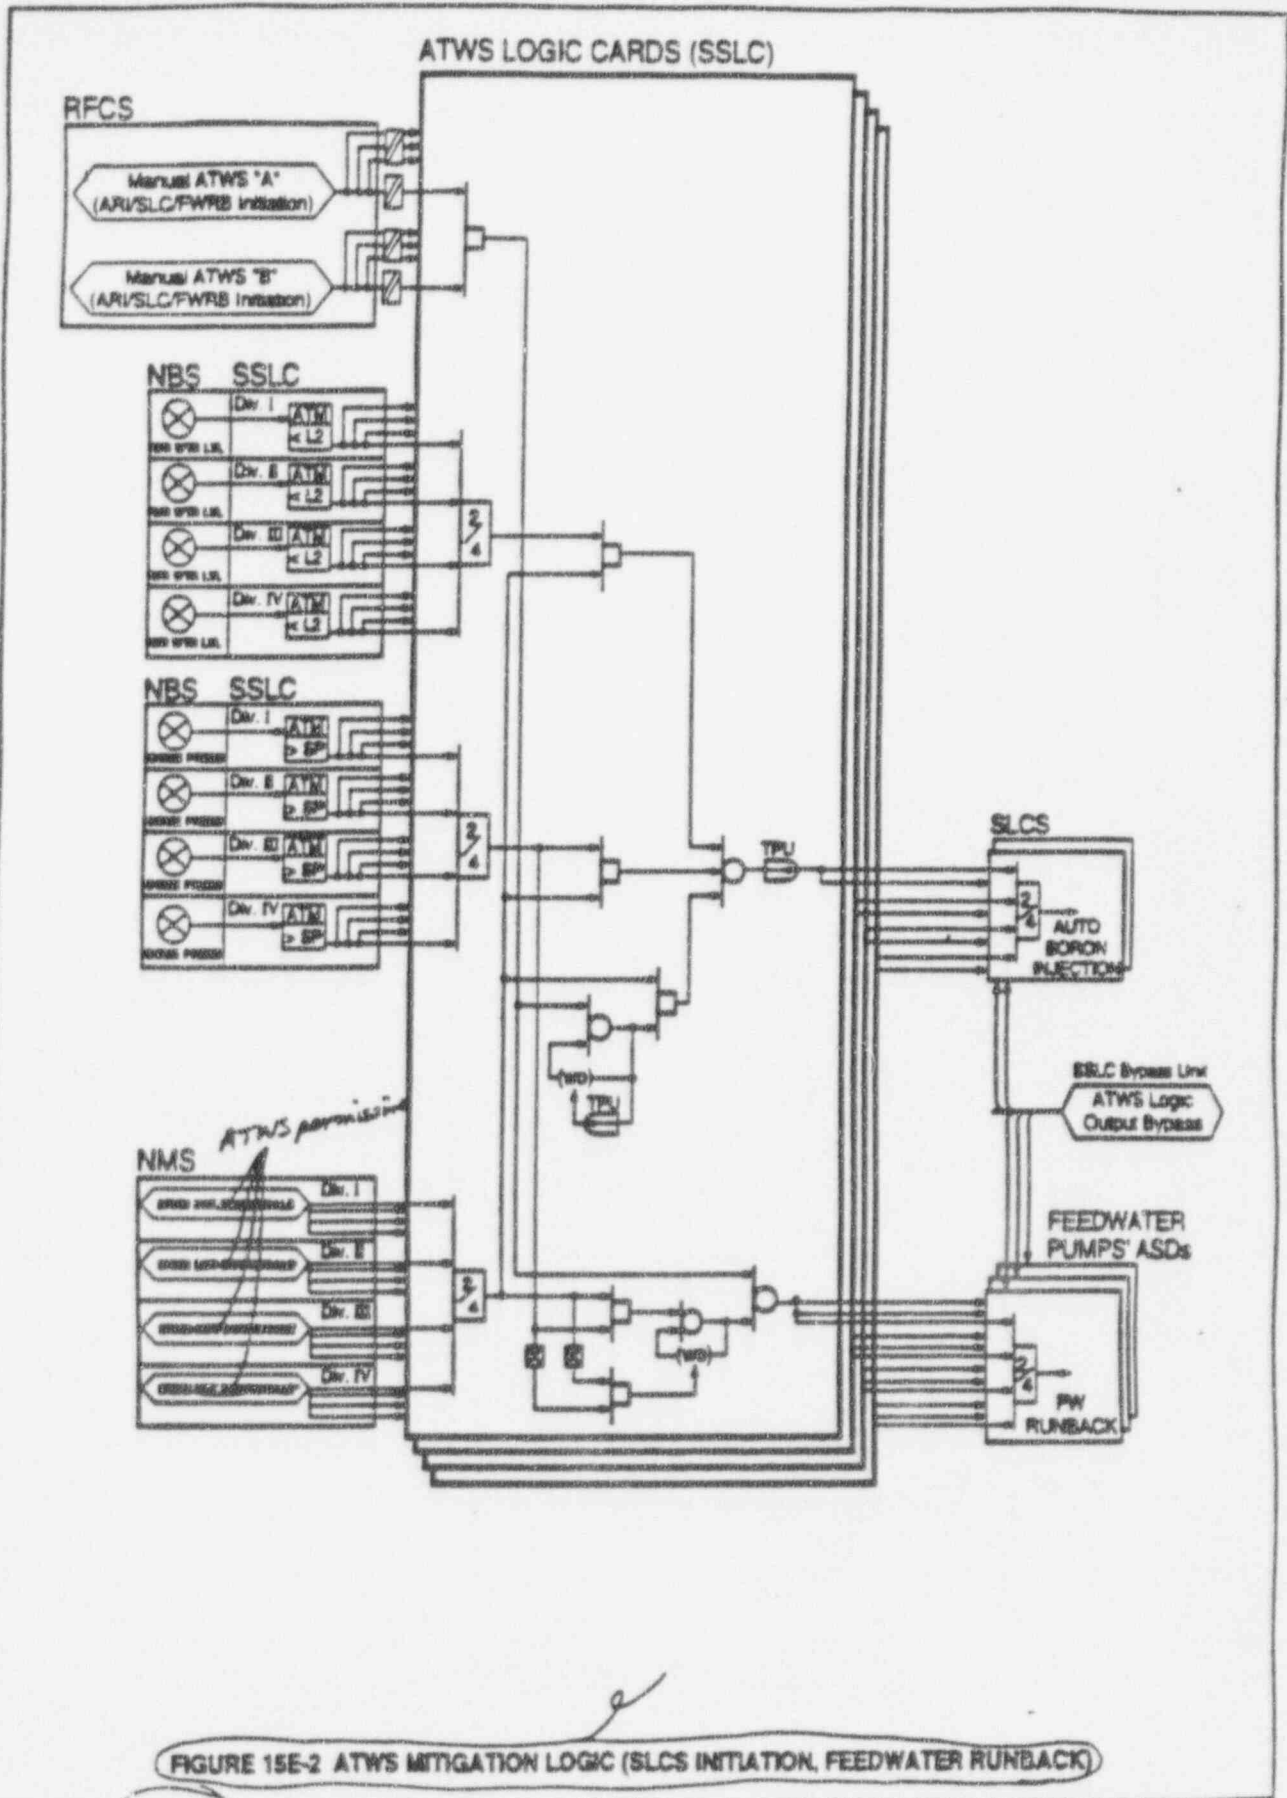 ATWS LOGIC CARDS (SSLC)
RFCS
Manual ATWS "A"
(ARI/SLC/FWRB Initiation)
Manual ATWS "B"
(ARI/SLC/FWRB Initiation)
NBS SSLC
Div. I
ATM
< L2
Div. II
ATM
< L2
Div. III
ATM
< L2
Div. IV
ATM
< L2
2/4
NBS SSLC
Div. I
ATM
> SP
Div. II
ATM
> SP
Div. III
ATM
> SP
Div. IV
ATM
> SP
2/4
TPU
SLCS
2/4
AUTO
BORON
INJECTION
TPU
SSLC Bypass Unit
ATWS Logic
Output Bypass
ATWS permissive
NMS
Div. I
Div. II
Div. III
Div. IV
2/4
FEEDWATER
PUMPS' ASDs
2/4
FW
RUNBACK
FIGURE 15E-2 ATWS MITIGATION LOGIC (SLCS INITIATION, FEEDWATER RUNBACK)